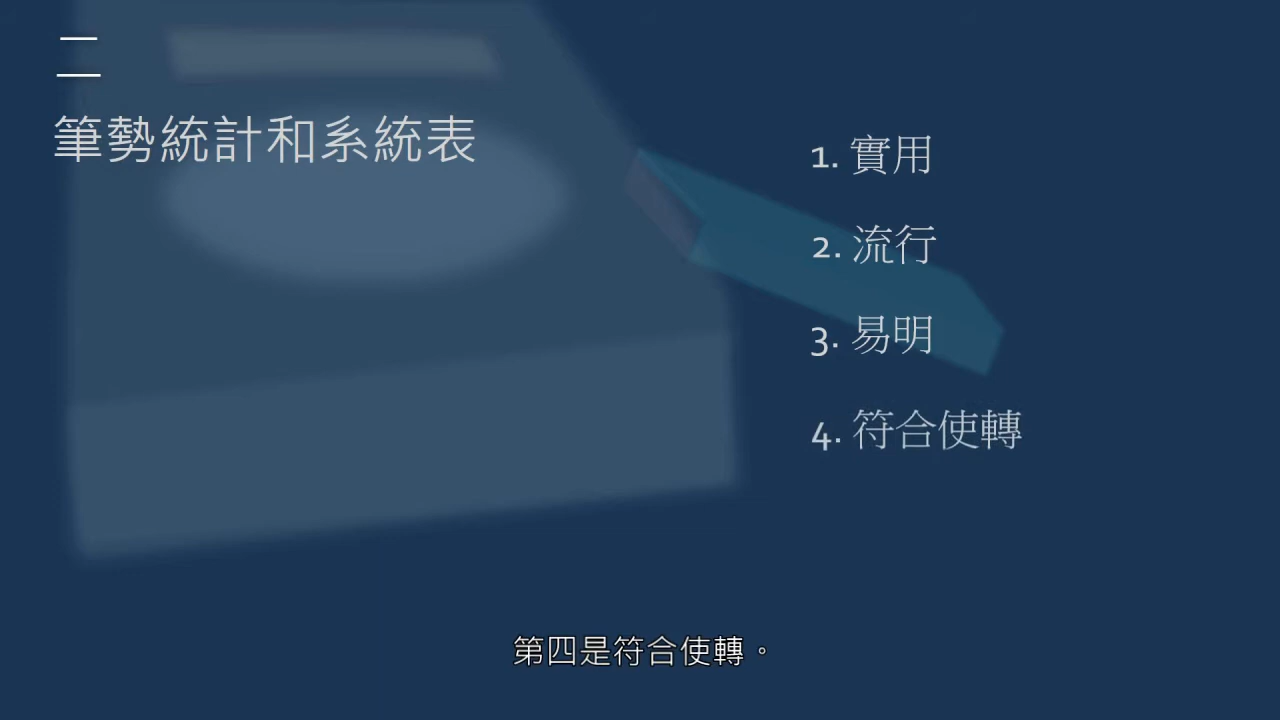 二
筆勢統計和系統表
1. 實用
2. 流行
3. 易明
4. 符合使轉
第四是符合使轉。